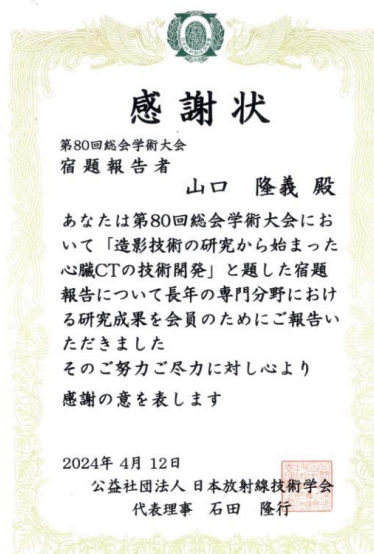 感謝状
第80回総会学術大会
宿題報告者
山口 隆義 殿
あなたは第80回総会学術大会にお
いて「造影技術の研究から始まった
心臓CTの技術開発」と題した宿題
報告について長年の専門分野におけ
る研究成果を会員のためにご報告い
ただきました
そのご努力ご尽力に対し心より
感謝の意を表します
2024年 4月 12日
公益社団法人 日本放射線技術学会
代表理事 石田 隆行